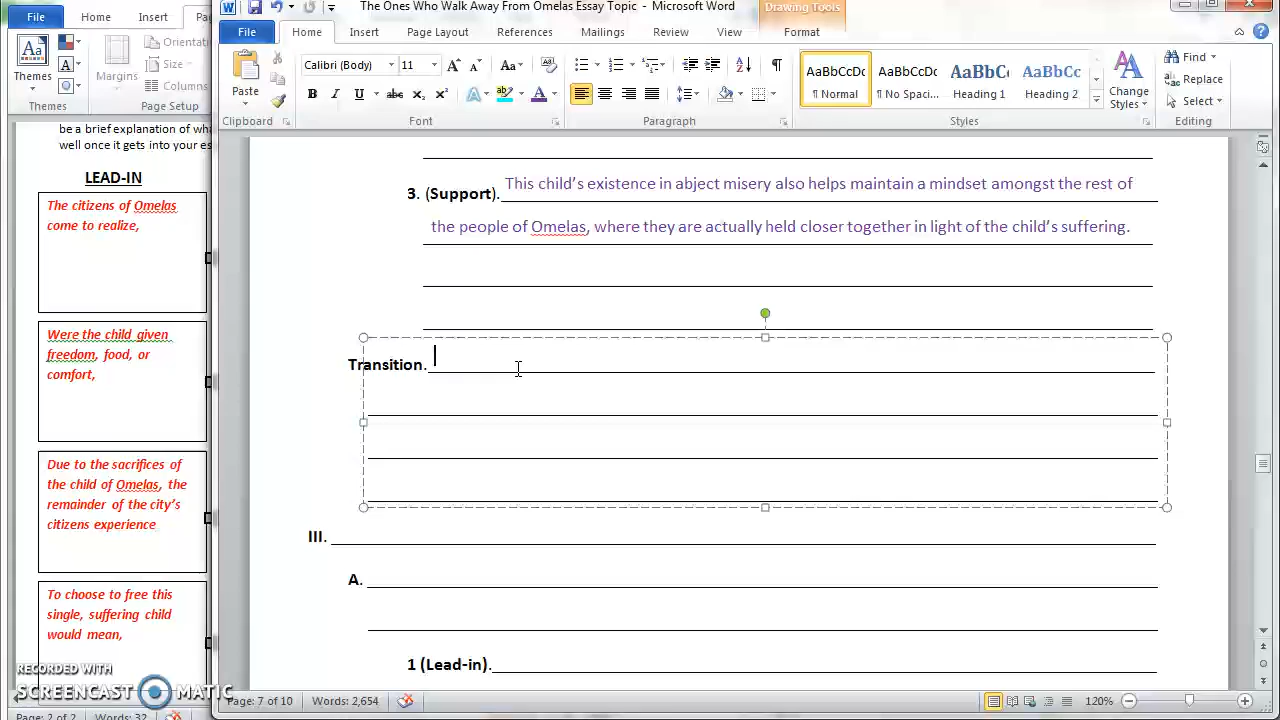 The Ones Who Walk Away From Omelas Essay Topic - Microsoft Word
Drawing Tools
File Home Insert
File Home Insert Page Layout References Mailings Review View Format
Themes Margins Size Columns
Themes Page Setup
Paste
Calibri (Body) 11
AaBbCcDc AaBbCcDc AaBbC AaBbCc
¶ Normal ¶ No Spaci... Heading 1 Heading 2
Change Styles
Find
Replace
Select
Clipboard Font Paragraph Styles Editing
be a brief explanation of
well once it gets into your
LEAD-IN
The citizens of Omelas
come to realize,
Were the child given
freedom, food, or
comfort,
Due to the sacrifices of
the child of Omelas, the
remainder of the city's
citizens experience
To choose to free this
single, suffering child
would mean,
3. (Support). This child's existence in abject misery also helps maintain a mindset amongst the rest of
the people of Omelas, where they are actually held closer together in light of the child's suffering.
Transition.
III.
A.
1 (Lead-in).
RECORDED WITH
SCREENCAST MATIC
Page: 2 of 2 Words: 32
Page: 7 of 10 Words: 2,654 120%